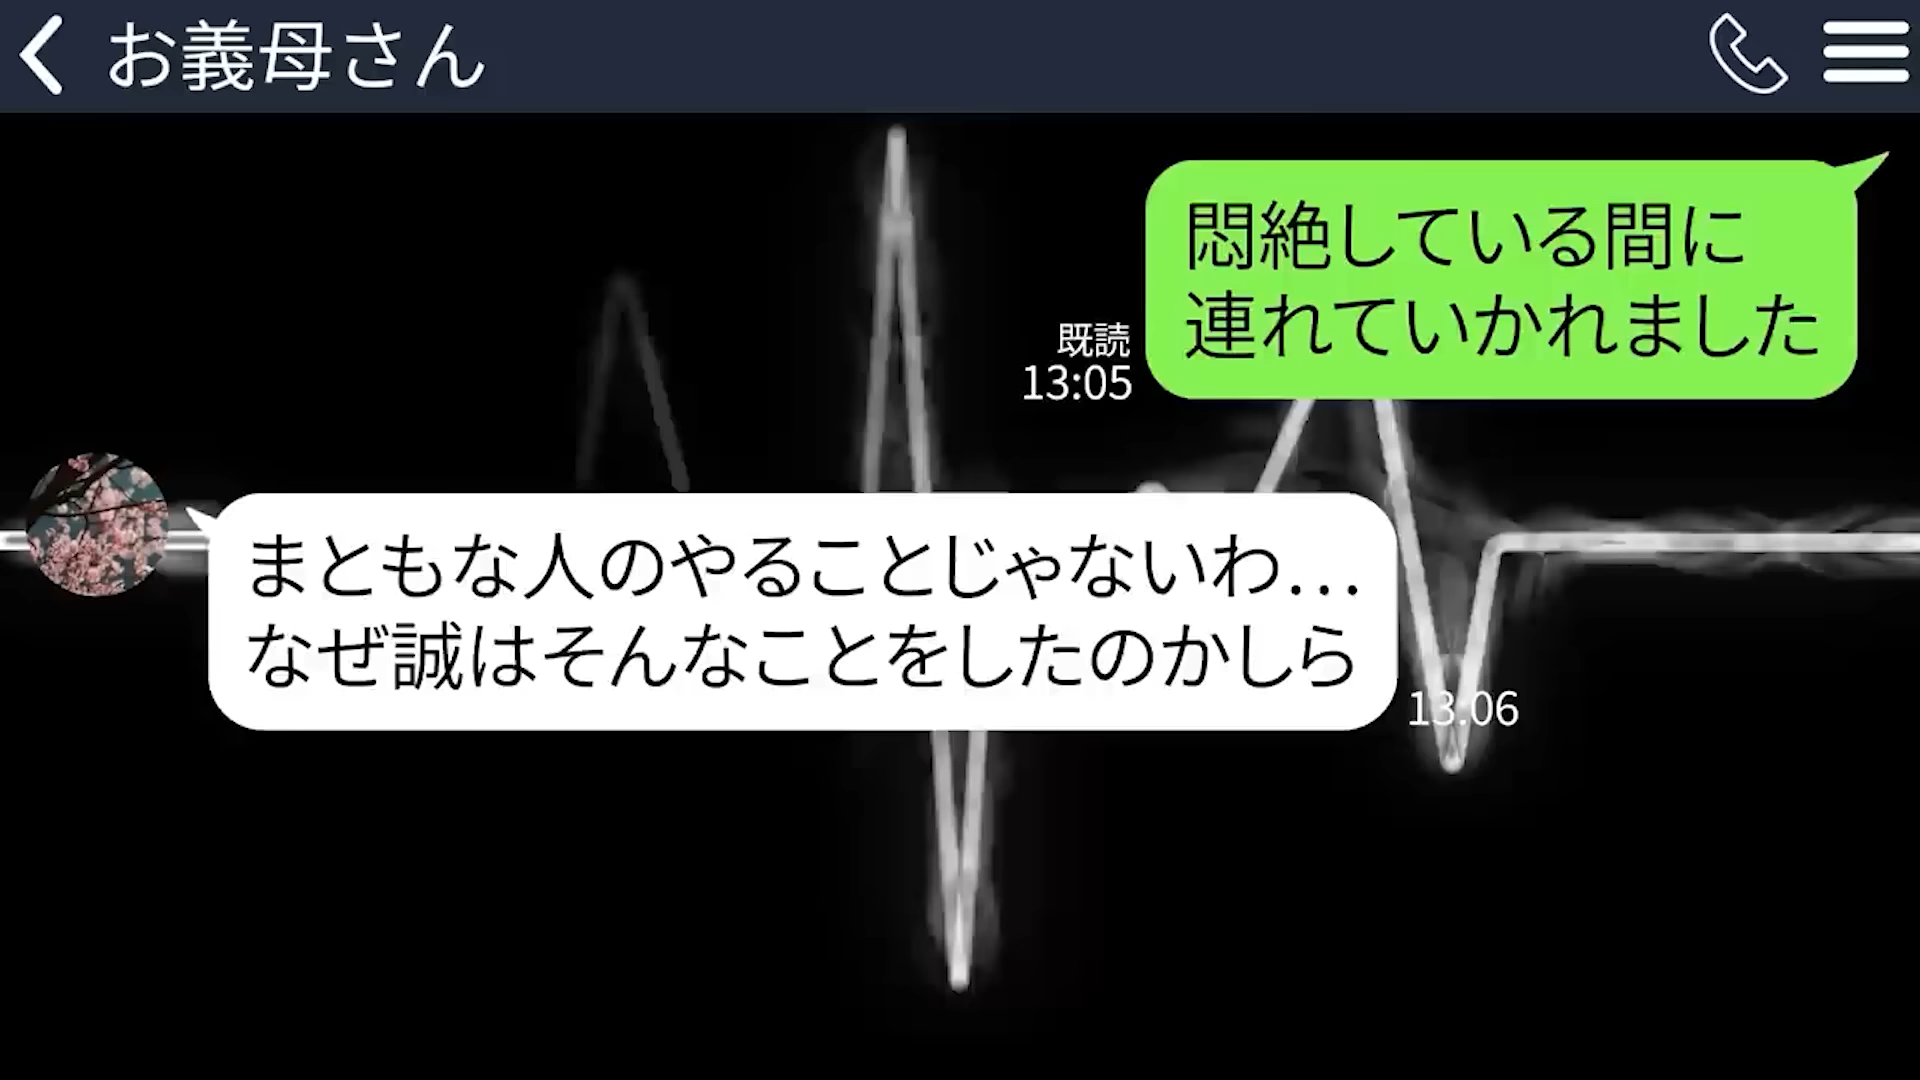 お義母さん
悶絶している間に
連れていかれました
既読
13:05
まともな人のやることじゃないわ…
なぜ誠はそんなことをしたのかしら
13:06